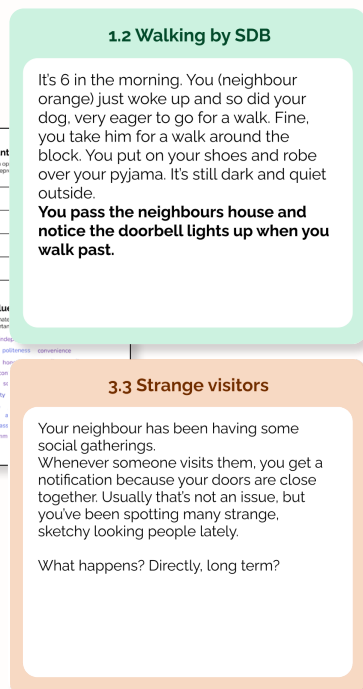 1.2 Walking by SDB
It's 6 in the morning. You (neighbour
orange) just woke up and so did your
dog, very eager to go for a walk. Fine,
you take him for a walk around the
block. You put on your shoes and robe
over your pyjama. It's still dark and quiet
outside.
You pass the neighbours house and
notice the doorbell lights up when you
walk past.
politeness convenience
3.3 Strange visitors
Your neighbour has been having some
social gatherings.
Whenever someone visits them, you get a
notification because your doors are close
together. Usually that's not an issue, but
you've been spotting many strange,
sketchy looking people lately.
What happens? Directly, long term?